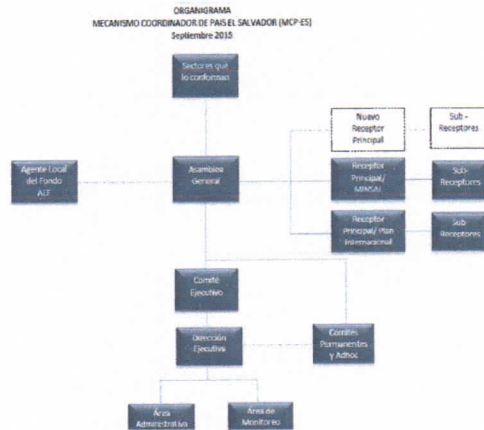 ORGANIGRAMA
MECANISMO COORDINADOR DE PAIS-EL SALVADOR (MCP-ES)
Septiembre 2015
Sectores que
lo conforman
Nuevo
Receptor
Principal
Sub -
Receptores
Agente Local
del Fondo
ALF
Asamblea
General
Receptor
Principal/ MINSAL
Sub-
Receptores
Receptor
Principal/ Plan
Internacional
Sub-
Receptores
Comité
Ejecutivo
Dirección
Ejecutiva
Comités
Permanentes
y Adhoc
Área
Administrativa
Área de
Monitoreo